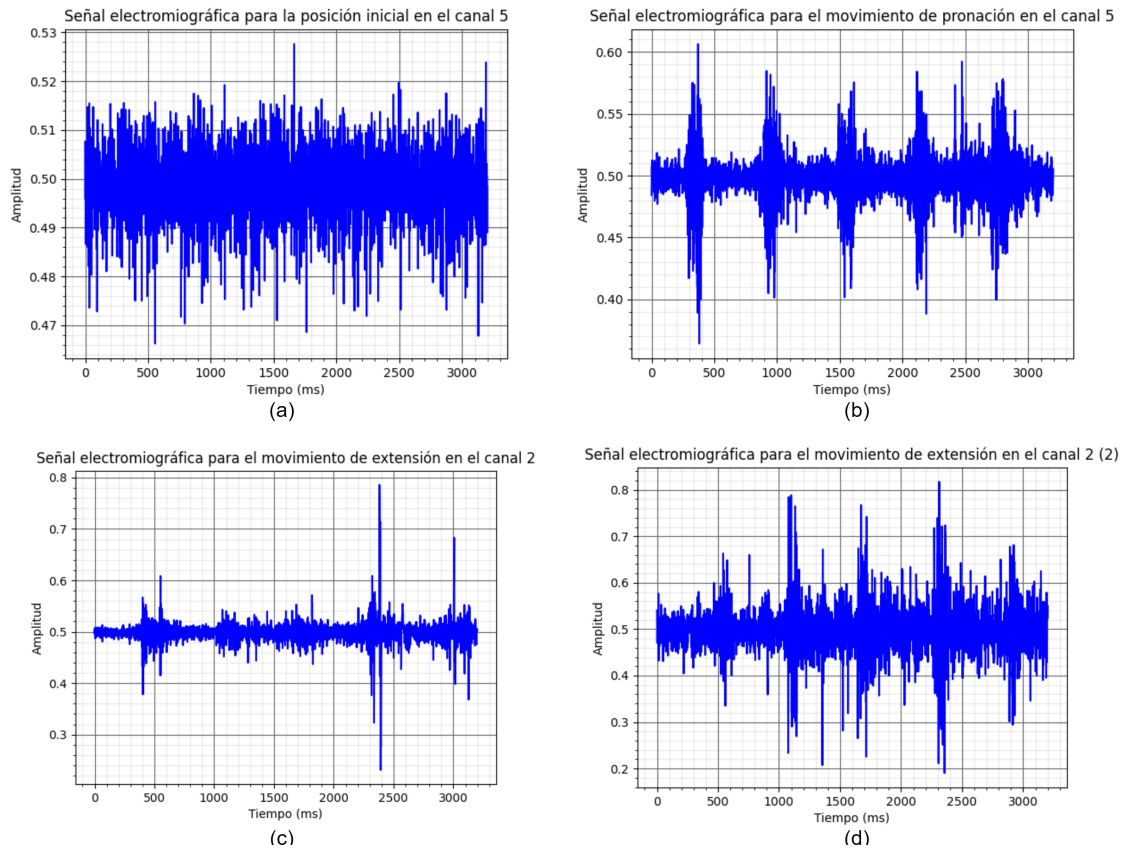 Señal electromiográfica para la posición inicial en el canal 5
0.53
0.52
0.51
0.50
0.49
0.48
0.47
Amplitud
0 500 1000 1500 2000 2500 3000
Tiempo (ms)
(a)
Señal electromiográfica para el movimiento de pronación en el canal 5
0.60
0.55
0.50
0.45
0.40
Amplitud
0 500 1000 1500 2000 2500 3000
Tiempo (ms)
(b)
Señal electromiográfica para el movimiento de extensión en el canal 2
0.8
0.7
0.6
0.5
0.4
0.3
Amplitud
0 500 1000 1500 2000 2500 3000
Tiempo (ms)
(c)
Señal electromiográfica para el movimiento de extensión en el canal 2 (2)
0.8
0.7
0.6
0.5
0.4
0.3
0.2
Amplitud
0 500 1000 1500 2000 2500 3000
Tiempo (ms)
(d)